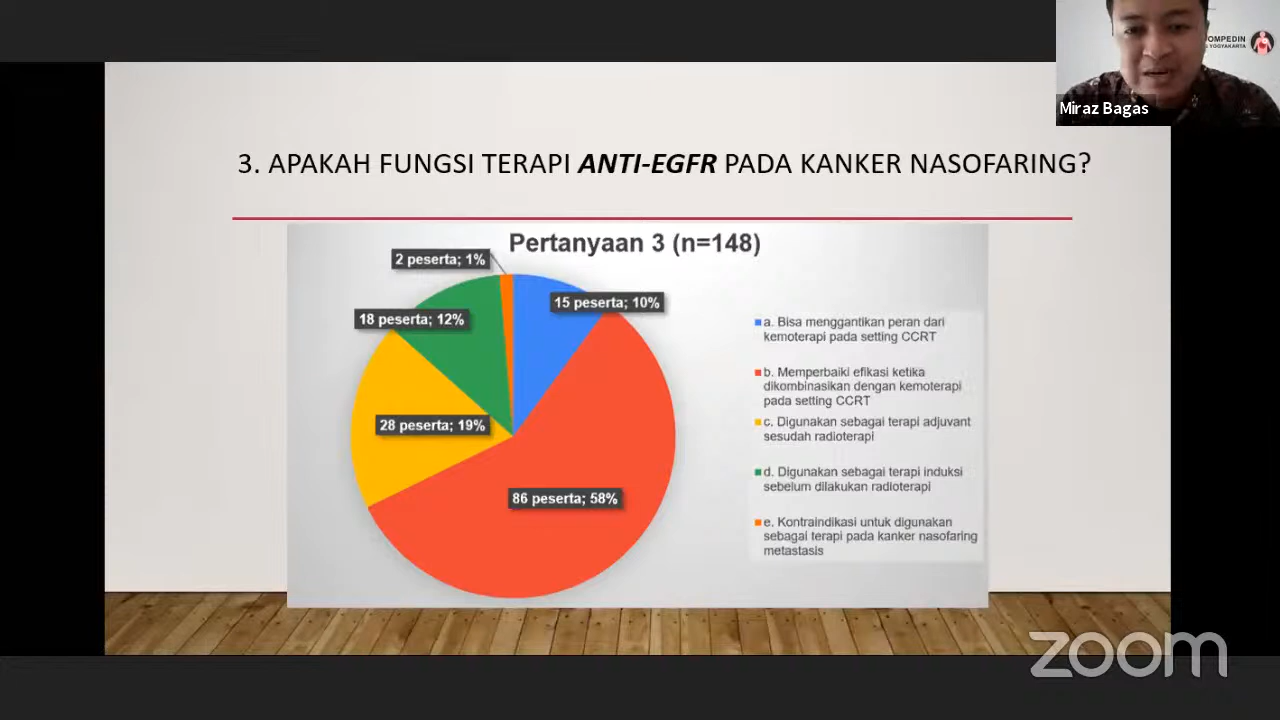 OMPEDIN
YOGYAKARTA
Miraz Bagas
3. APAKAH FUNGSI TERAPI ANTI-EGFR PADA KANKER NASOFARING?
Pertanyaan 3 (n=148)
2 peserta; 1%
15 peserta; 10%
18 peserta; 12%
28 peserta; 19%
86 peserta; 58%
a. Bisa menggantikan peran dari
kemoterapi pada setting CCRT
b. Memperbaiki efikasi ketika
dikombinasikan dengan kemoterapi
pada setting CCRT
c. Digunakan sebagai terapi adjuvant
sesudah radioterapi
d. Digunakan sebagai terapi induksi
sebelum dilakukan radioterapi
e. Kontraindikasi untuk digunakan
sebagai terapi pada kanker nasofaring
metastasis
zoom